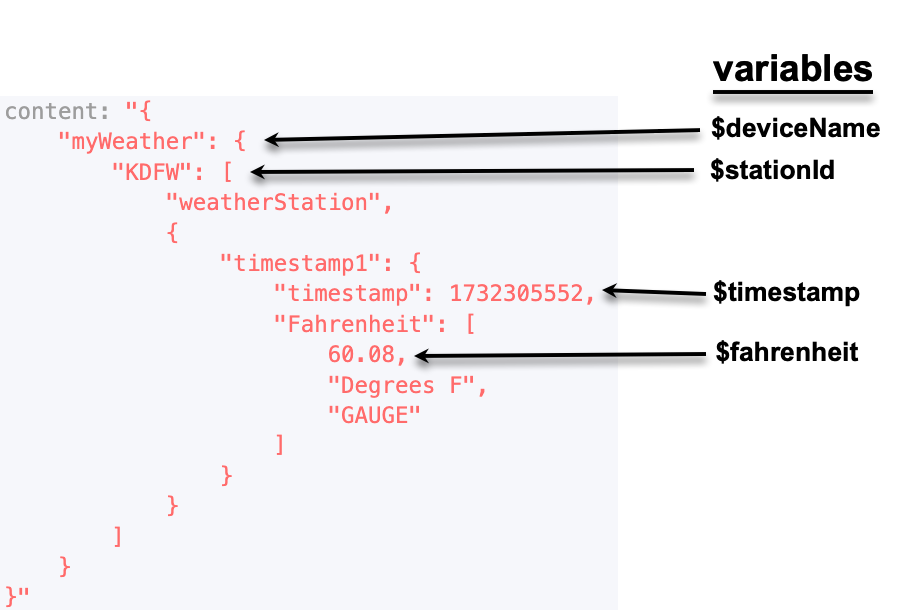 variables
content: "{
"myWeather": {
$deviceName
"KDFW": [
$stationId
"weatherStation",
{
"timestamp1": {
"timestamp": 1732305552,
$timestamp
"Fahrenheit": [
60.08,
$fahrenheit
"Degrees F",
"GAUGE"
]
}
}
]
}
}"